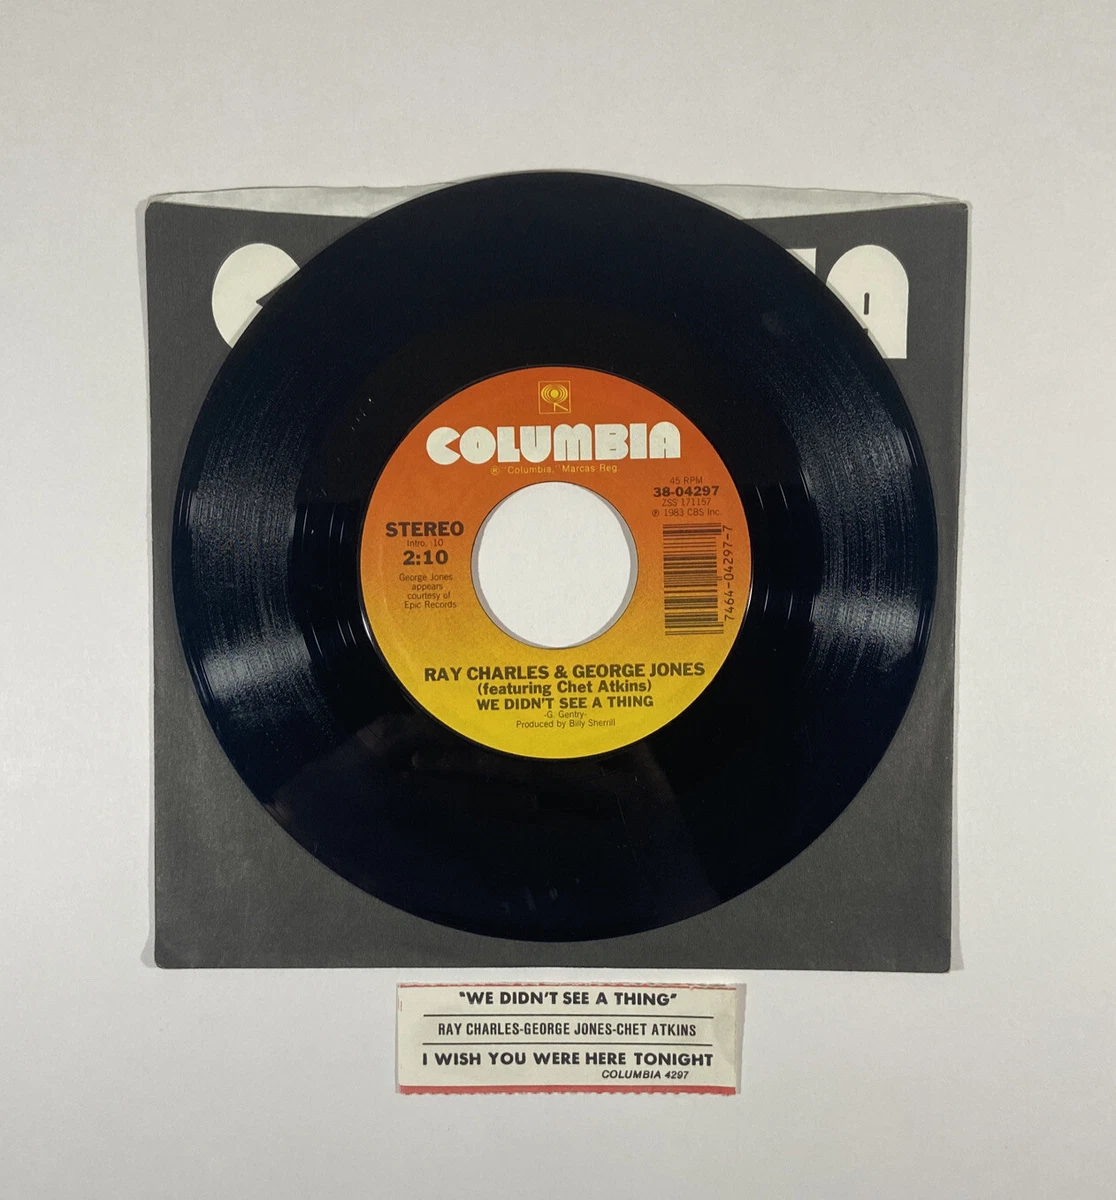 COLUMBIA
® "Columbia," Marcas Reg.
45 RPM
38-04297
ZSS 171157
℗ 1983 CBS Inc.
STEREO
Intro. :10
2:10
George Jones
appears
courtesy of
Epic Records
7464-04297-7
RAY CHARLES & GEORGE JONES
(featuring Chet Atkins)
WE DIDN'T SEE A THING
-G. Gentry-
Produced by Billy Sherrill
"WE DIDN'T SEE A THING"
RAY CHARLES-GEORGE JONES-CHET ATKINS
I WISH YOU WERE HERE TONIGHT
COLUMBIA 4297